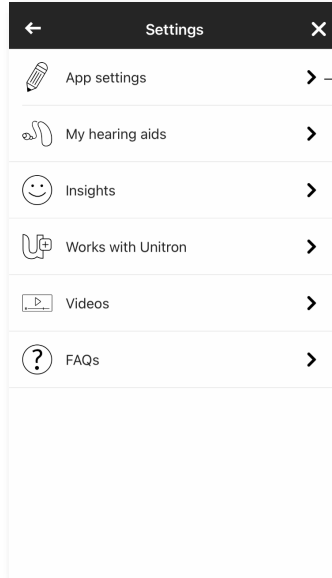 Settings
App settings
My hearing aids
Insights
Works with Unitron
Videos
FAQs